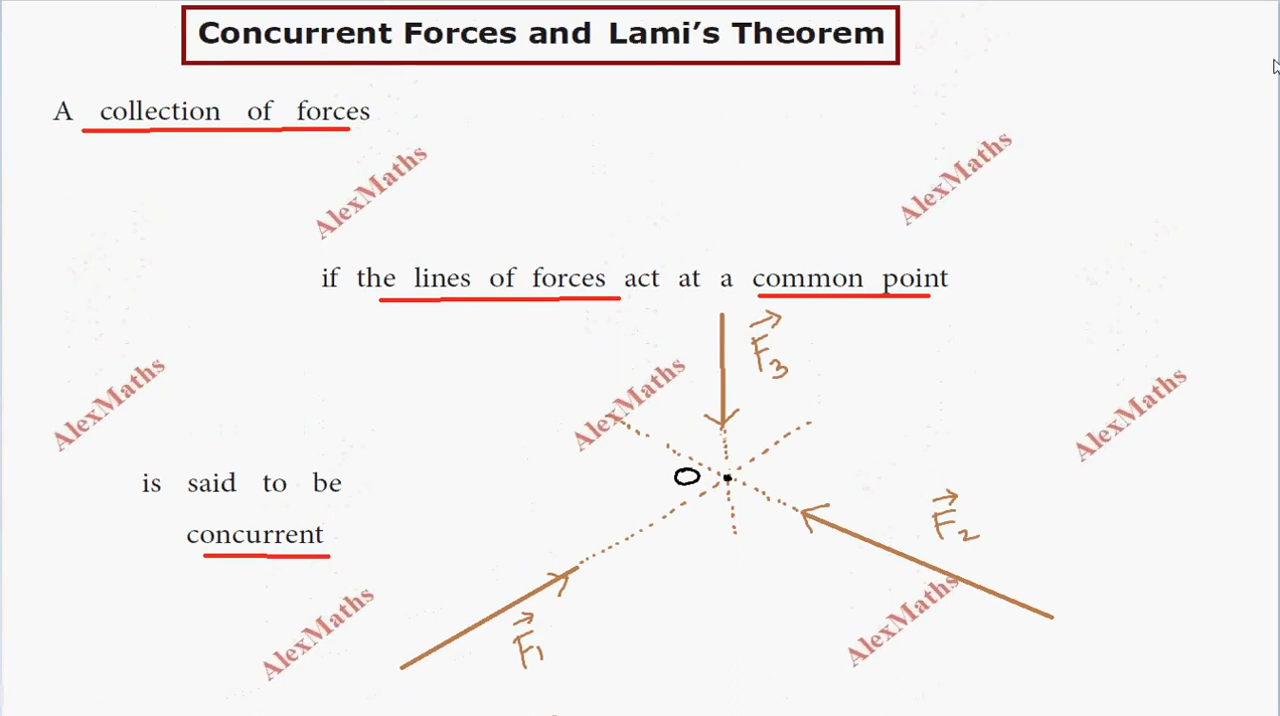 Concurrent Forces and Lami's Theorem
A collection of forces
AlexMaths
AlexMaths
if the lines of forces act at a common point
F₃
AlexMaths
AlexMaths
AlexMaths
is said to be
O
F₂
concurrent
AlexMaths
F₁
AlexMaths